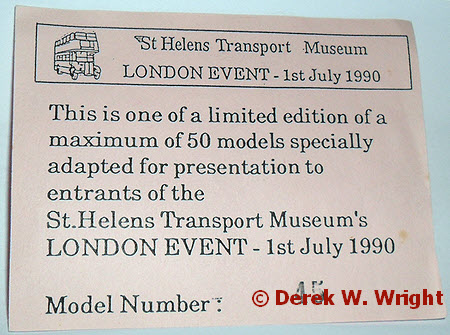 St Helens Transport Museum
LONDON EVENT - 1st July 1990
This is one of a limited edition of a
maximum of 50 models specially
adapted for presentation to
entrants of the
St.Helens Transport Museum's
LONDON EVENT - 1st July 1990
Model Number : 45
© Derek W. Wright